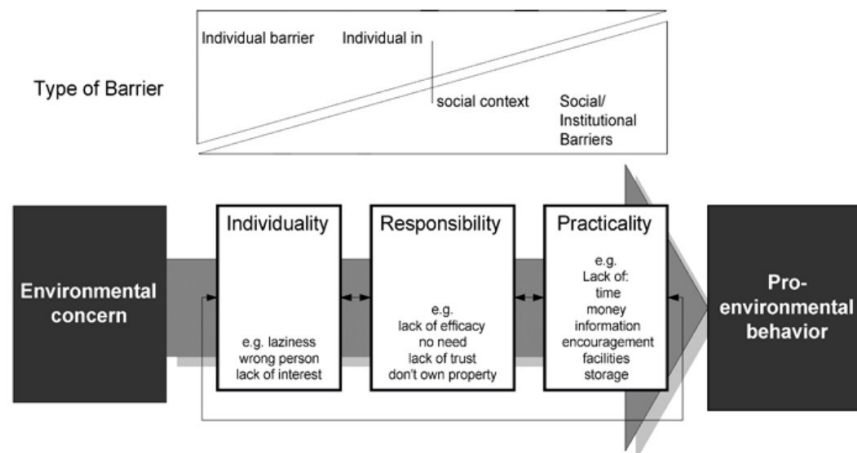 Individual barrier
Individual in
Type of Barrier
social context
Social/
Institutional
Barriers
Environmental
concern
Individuality
e.g. laziness
wrong person
lack of interest
Responsibility
e.g.
lack of efficacy
no need
lack of trust
don't own property
Practicality
e.g.
Lack of:
time
money
information
encouragement
facilities
storage
Pro-
environmental
behavior